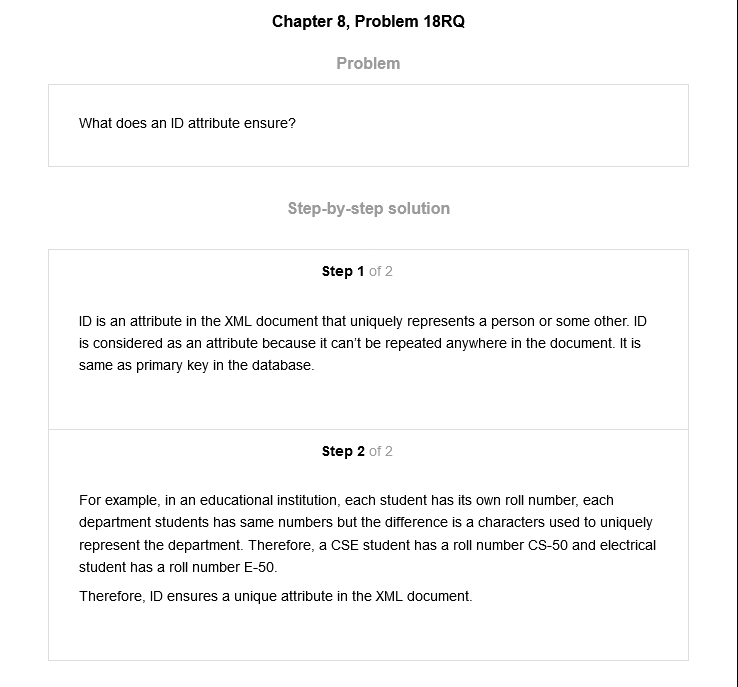 Chapter 8, Problem 18RQ
Problem
What does an ID attribute ensure?
Step-by-step solution
Step 1 of 2
ID is an attribute in the XML document that uniquely represents a person or some other. ID
is considered as an attribute because it can't be repeated anywhere in the document. It is
same as primary key in the database.
Step 2 of 2
For example, in an educational institution, each student has its own roll number, each
department students has same numbers but the difference is a characters used to uniquely
represent the department. Therefore, a CSE student has a roll number CS-50 and electrical
student has a roll number E-50.
Therefore, ID ensures a unique attribute in the XML document.